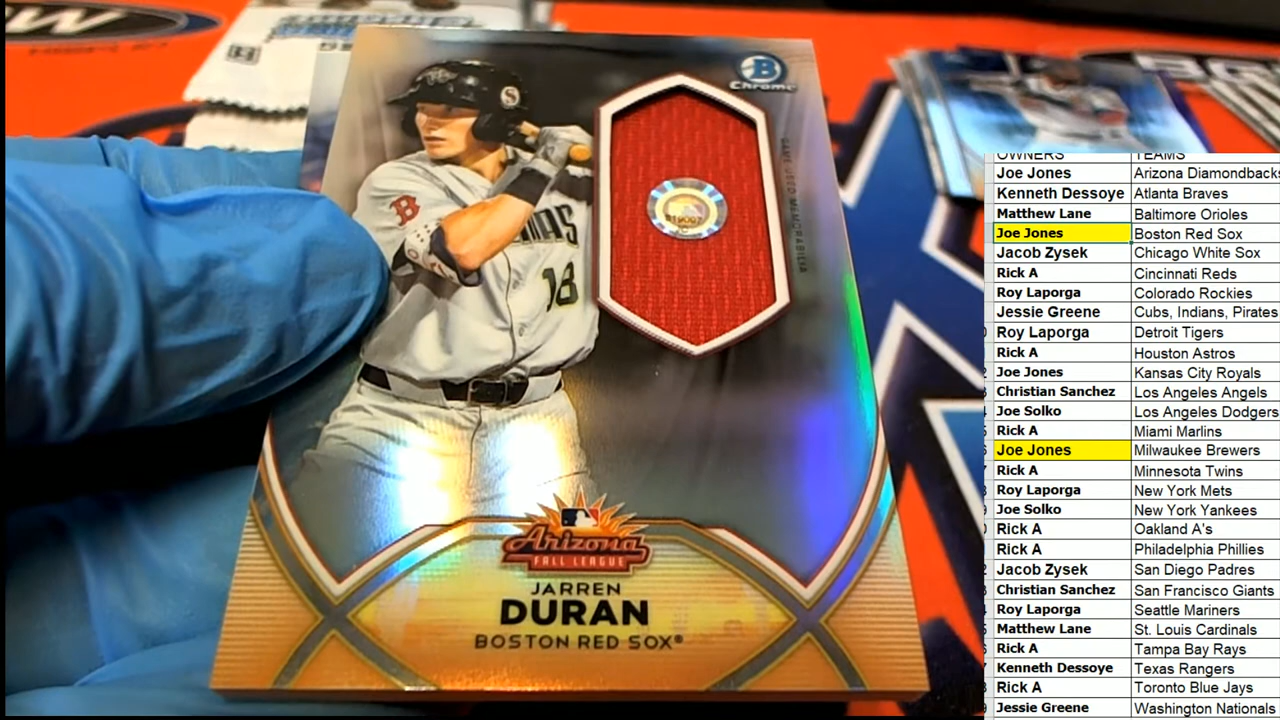 B
Chrome
GAME USED MEMORABILIA
S
B
18
Arizona
FALL LEAGUE
JARREN
DURAN
BOSTON RED SOX®
OWNERS TEAMS
Joe Jones Arizona Diamondbacks
Kenneth Dessoye Atlanta Braves
Matthew Lane Baltimore Orioles
Joe Jones Boston Red Sox
Jacob Zysek Chicago White Sox
Rick A Cincinnati Reds
Roy Laporga Colorado Rockies
Jessie Greene Cubs, Indians, Pirates
Roy Laporga Detroit Tigers
Rick A Houston Astros
Joe Jones Kansas City Royals
Christian Sanchez Los Angeles Angels
Joe Solko Los Angeles Dodgers
Rick A Miami Marlins
Joe Jones Milwaukee Brewers
Rick A Minnesota Twins
Roy Laporga New York Mets
Joe Solko New York Yankees
Rick A Oakland A's
Rick A Philadelphia Phillies
Jacob Zysek San Diego Padres
Christian Sanchez San Francisco Giants
Roy Laporga Seattle Mariners
Matthew Lane St. Louis Cardinals
Rick A Tampa Bay Rays
Kenneth Dessoye Texas Rangers
Rick A Toronto Blue Jays
Jessie Greene Washington Nationals